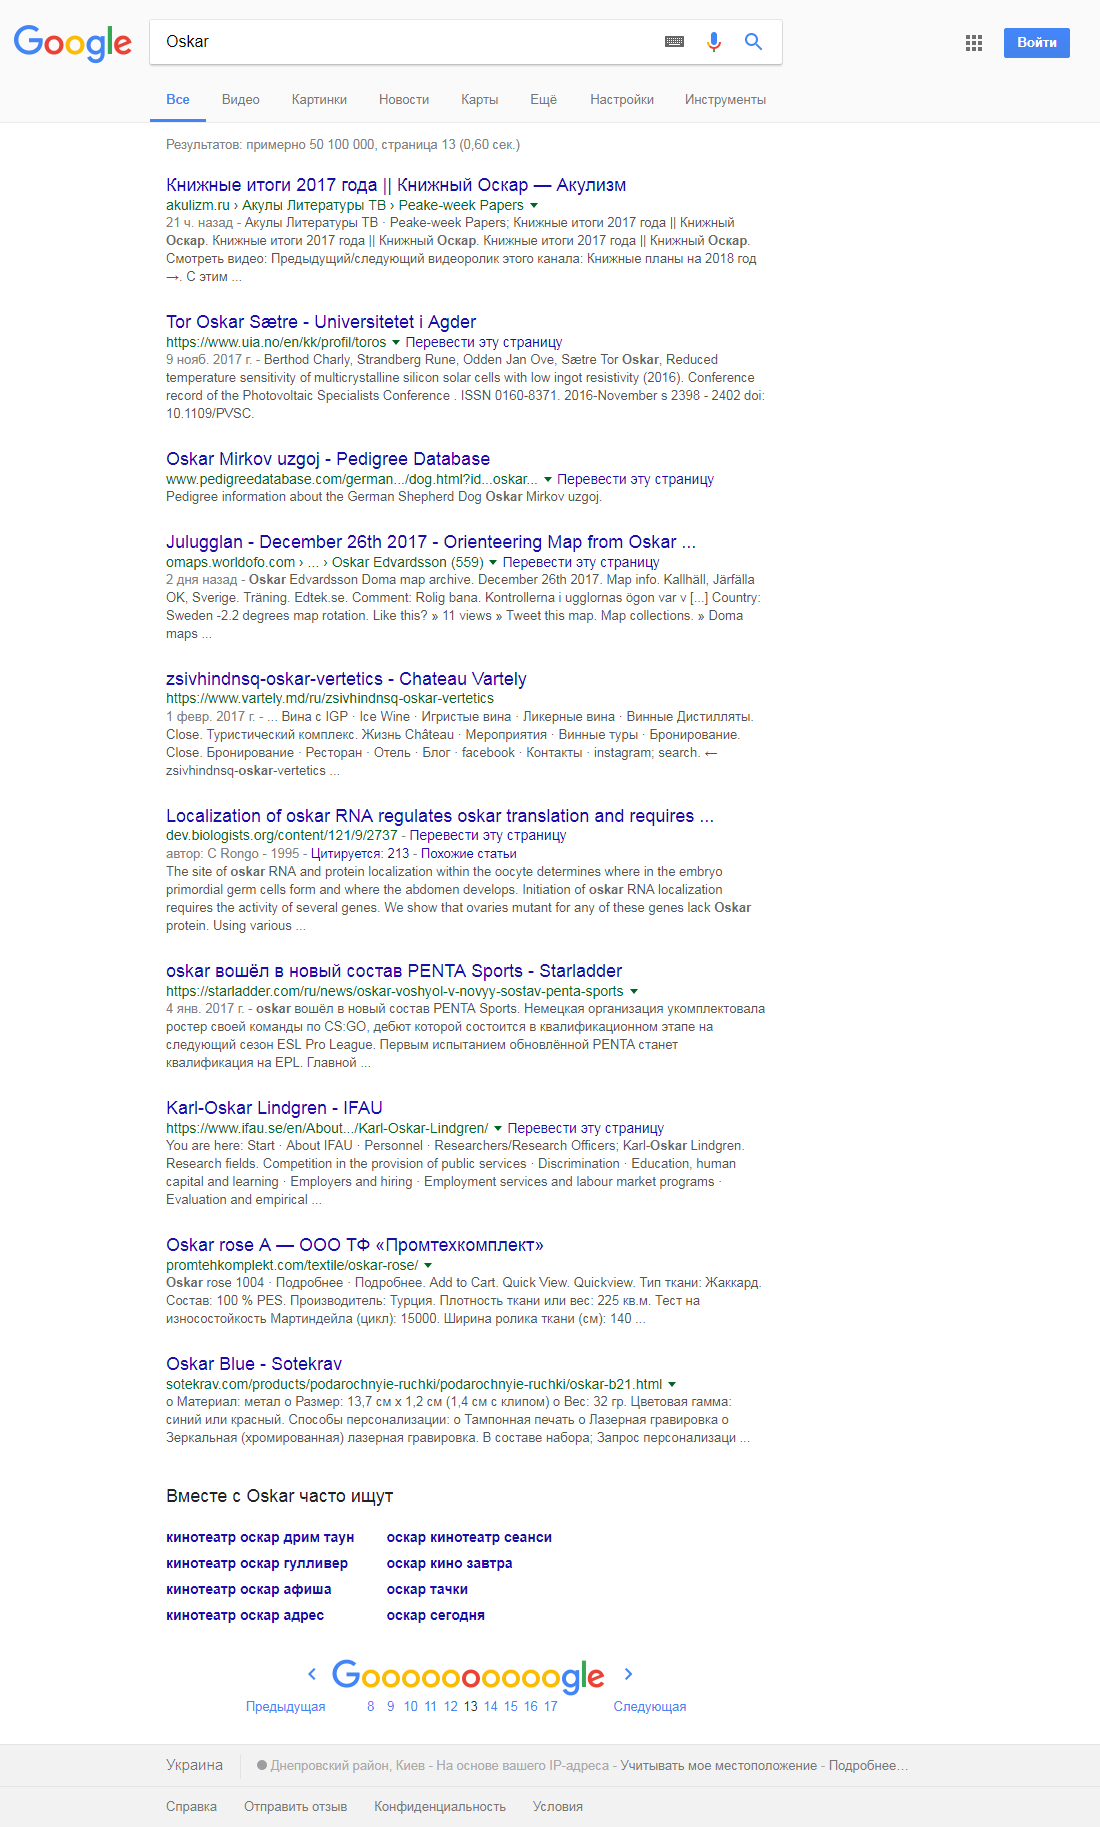 Google
Oskar
Войти
Все Видео Картинки Новости Карты Ещё Настройки Инструменты
Результатов: примерно 50 100 000, страница 13 (0,60 сек.)
Книжные итоги 2017 года || Книжный Оскар — Акулизм
akulizm.ru › Акулы Литературы ТВ › Peake-week Papers
21 ч. назад - Акулы Литературы ТВ · Peake-week Papers; Книжные итоги 2017 года || Книжный
Оскар. Книжные итоги 2017 года || Книжный Оскар. Книжные итоги 2017 года || Книжный Оскар.
Смотреть видео: Предыдущий/следующий видеоролик этого канала: Книжные планы на 2018 год
→. С этим ...
Tor Oskar Sætre - Universitetet i Agder
https://www.uia.no/en/kk/profil/toros Перевести эту страницу
9 нояб. 2017 г. - Berthod Charly, Strandberg Rune, Odden Jan Ove, Sætre Tor Oskar, Reduced
temperature sensitivity of multicrystalline silicon solar cells with low ingot resistivity (2016). Conference
record of the Photovoltaic Specialists Conference . ISSN 0160-8371. 2016-November s 2398 - 2402 doi:
10.1109/PVSC.
Oskar Mirkov uzgoj - Pedigree Database
www.pedigreedatabase.com/german.../dog.html?id...oskar... Перевести эту страницу
Pedigree information about the German Shepherd Dog Oskar Mirkov uzgoj.
Julugglan - December 26th 2017 - Orienteering Map from Oskar ...
omaps.worldofo.com › ... › Oskar Edvardsson (559) Перевести эту страницу
2 дня назад - Oskar Edvardsson Doma map archive. December 26th 2017. Map info. Kallhäll, Järfälla
OK, Sverige. Träning. Edtek.se. Comment: Rolig bana. Kontrollerna i ugglornas ögon var v [...] Country:
Sweden -2.2 degrees map rotation. Like this? » 11 views » Tweet this map. Map collections. » Doma
maps ...
zsivhindnsq-oskar-vertetics - Chateau Vartely
https://www.vartely.md/ru/zsivhindnsq-oskar-vertetics
1 февр. 2017 г. - ... Вина с IGP · Ice Wine · Игристые вина · Ликерные вина · Винные Дистилляты.
Close. Туристический комплекс. Жизнь Château · Мероприятия · Винные туры · Бронирование.
Close. Бронирование · Ресторан · Отель · Блог · facebook · Контакты · instagram; search. ←
zsivhindnsq-oskar-vertetics ...
Localization of oskar RNA regulates oskar translation and requires ...
dev.biologists.org/content/121/9/2737 - Перевести эту страницу
автор: C Rongo - 1995 - Цитируется: 213 - Похожие статьи
The site of oskar RNA and protein localization within the oocyte determines where in the embryo
primordial germ cells form and where the abdomen develops. Initiation of oskar RNA localization
requires the activity of several genes. We show that ovaries mutant for any of these genes lack Oskar
protein. Using various ...
oskar вошёл в новый состав PENTA Sports - Starladder
https://starladder.com/ru/news/oskar-voshyol-v-novyy-sostav-penta-sports
4 янв. 2017 г. - oskar вошёл в новый состав PENTA Sports. Немецкая организация укомплектовала
ростер своей команды по CS:GO, дебют которой состоится в квалификационном этапе на
следующий сезон ESL Pro League. Первым испытанием обновлённой PENTA станет
квалификация на EPL. Главной ...
Karl-Oskar Lindgren - IFAU
https://www.ifau.se/en/About.../Karl-Oskar-Lindgren/ Перевести эту страницу
You are here: Start · About IFAU · Personnel · Researchers/Research Officers; Karl-Oskar Lindgren.
Research fields. Competition in the provision of public services · Discrimination · Education, human
capital and learning · Employers and hiring · Employment services and labour market programs ·
Evaluation and empirical ...
Oskar rose A — ООО ТФ «Промтехкомплект»
promtehkomplekt.com/textile/oskar-rose/
Oskar rose 1004 · Подробнее · Подробнее. Add to Cart. Quick View. Quickview. Тип ткани: Жаккард.
Состав: 100 % PES. Производитель: Турция. Плотность ткани или вес: 225 кв.м. Тест на
износостойкость Мартиндейла (цикл): 15000. Ширина ролика ткани (см): 140 ...
Oskar Blue - Sotekrav
sotekrav.com/products/podarochnyie-ruchki/podarochnyie-ruchki/oskar-b21.html
о Материал: метал о Размер: 13,7 см х 1,2 см (1,4 см с клипом) о Вес: 32 гр. Цветовая гамма:
синий или красный. Способы персонализации: о Тампонная печать о Лазерная гравировка о
Зеркальная (хромированная) лазерная гравировка. В составе набора; Запрос персонализаци ...
Вместе с Oskar часто ищут
кинотеатр оскар дрим таун оскар кинотеатр сеанси
кинотеатр оскар гулливер оскар кино завтра
кинотеатр оскар афиша оскар тачки
кинотеатр оскар адрес оскар сегодня
Goooooooooogle
Предыдущая 8 9 10 11 12 13 14 15 16 17 Следующая
Украина Днепровский район, Киев - На основе вашего IP-адреса - Учитывать мое местоположение - Подробнее…
Справка Отправить отзыв Конфиденциальность Условия